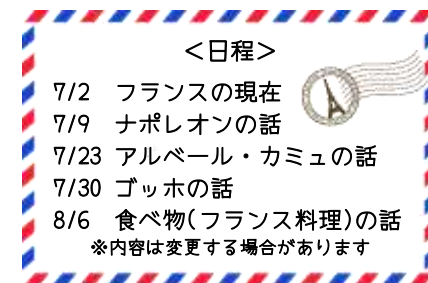 ＜日程＞
7/2 フランスの現在
7/9 ナポレオンの話
7/23 アルベール・カミュの話
7/30 ゴッホの話
8/6 食べ物(フランス料理)の話
※内容は変更する場合があります